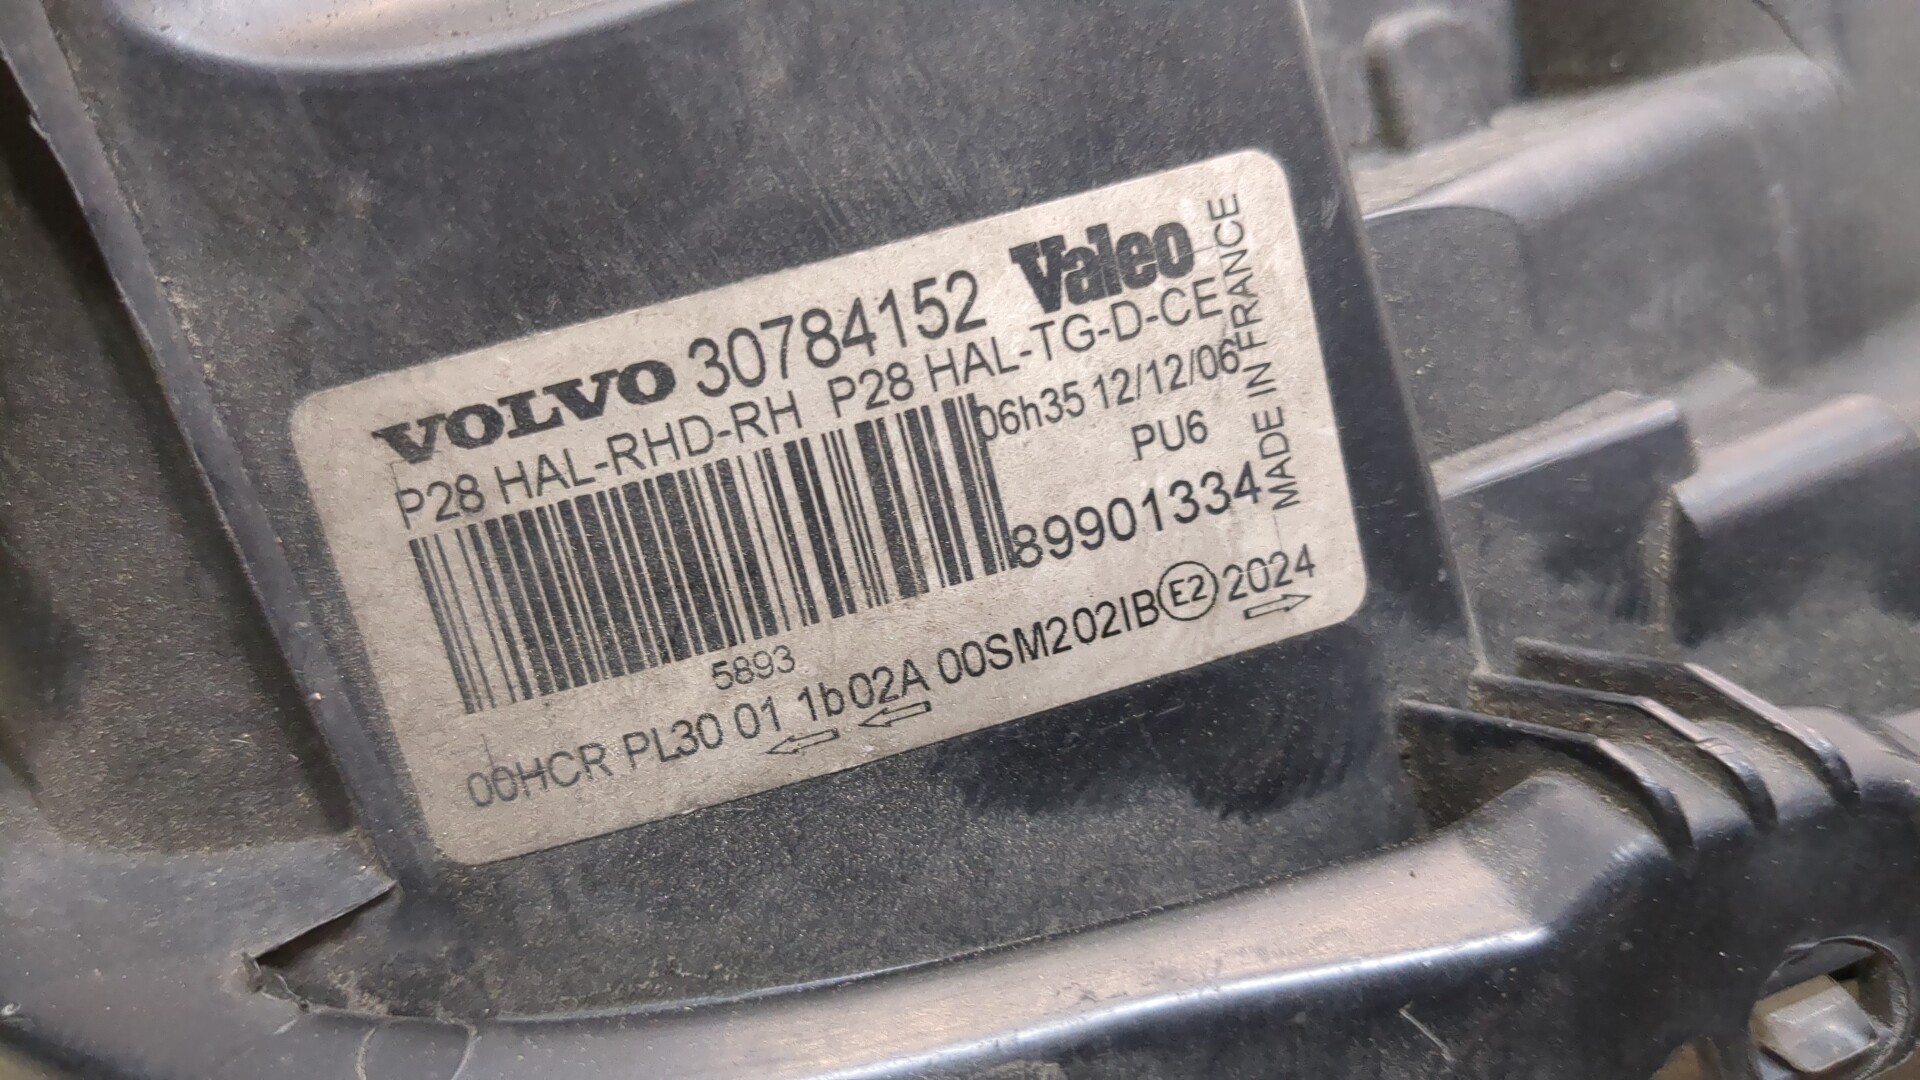 VOLVO 30784152 Valeo
P28 HAL-RHD-RH P28 HAL-TG-D-CEI
06h35 12/12/06
PU6
89901334
MADE IN FRANCE
5893
00HCR PL30 01 1b02A 00SM202IB E2 2024